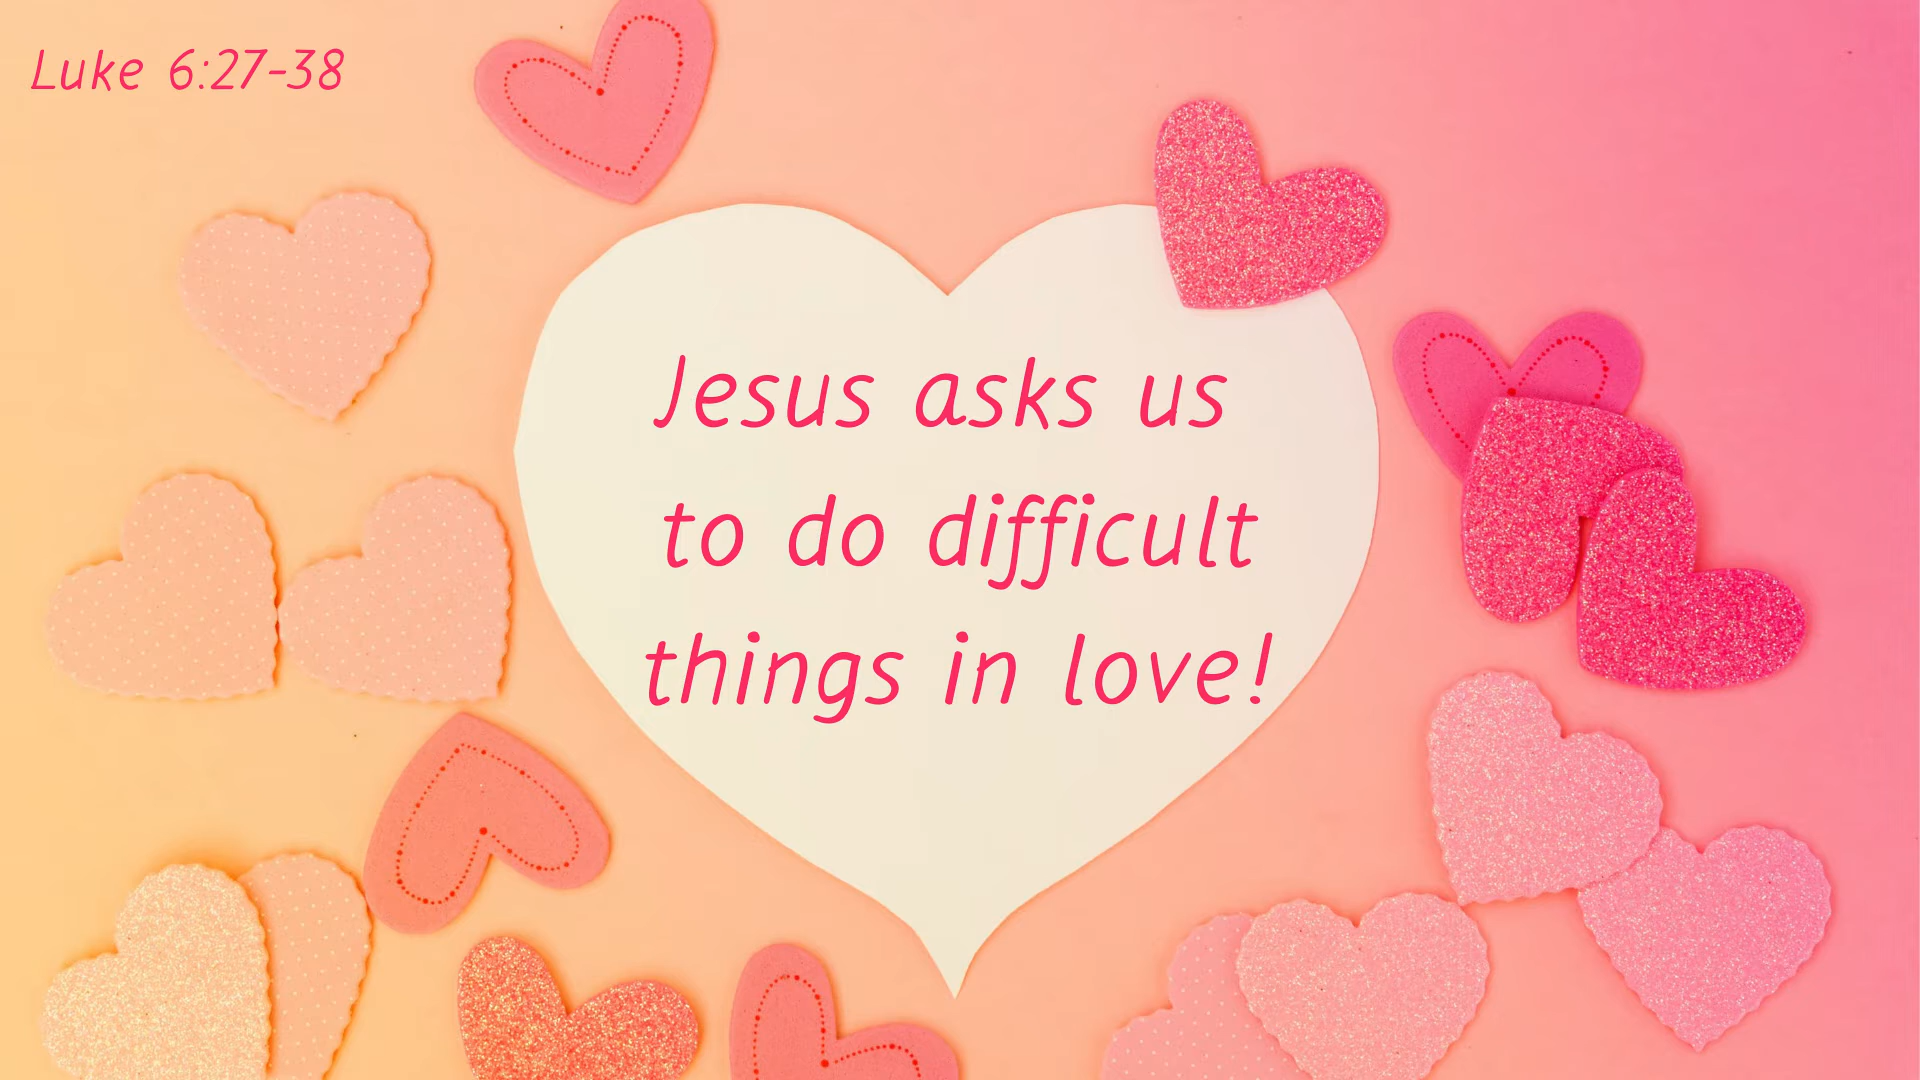 Luke 6:27-38
Jesus asks us
to do difficult
things in love!